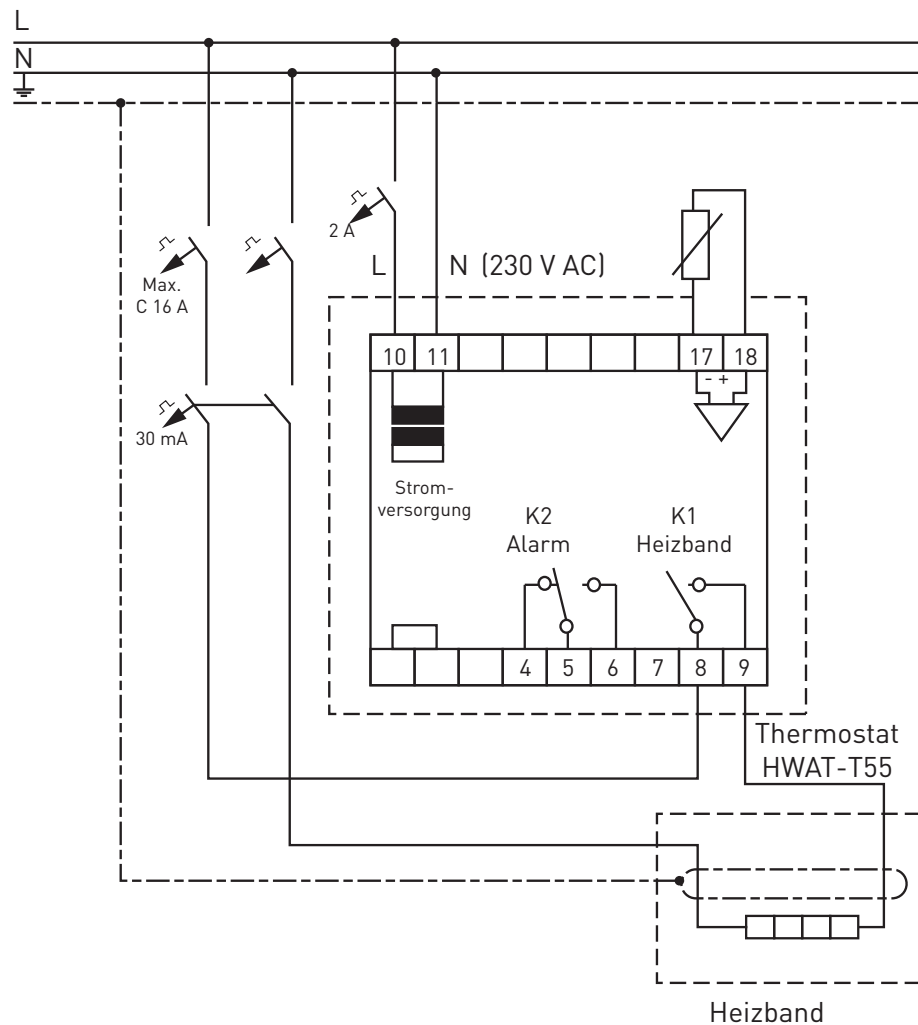 L
N
2 A
L
N (230 V AC)
Max.
C 16 A
10
11
17
18
- +
30 mA
Strom-
versorgung
K2
Alarm
K1
Heizband
4
5
6
7
8
9
Thermostat
HWAT-T55
Heizband